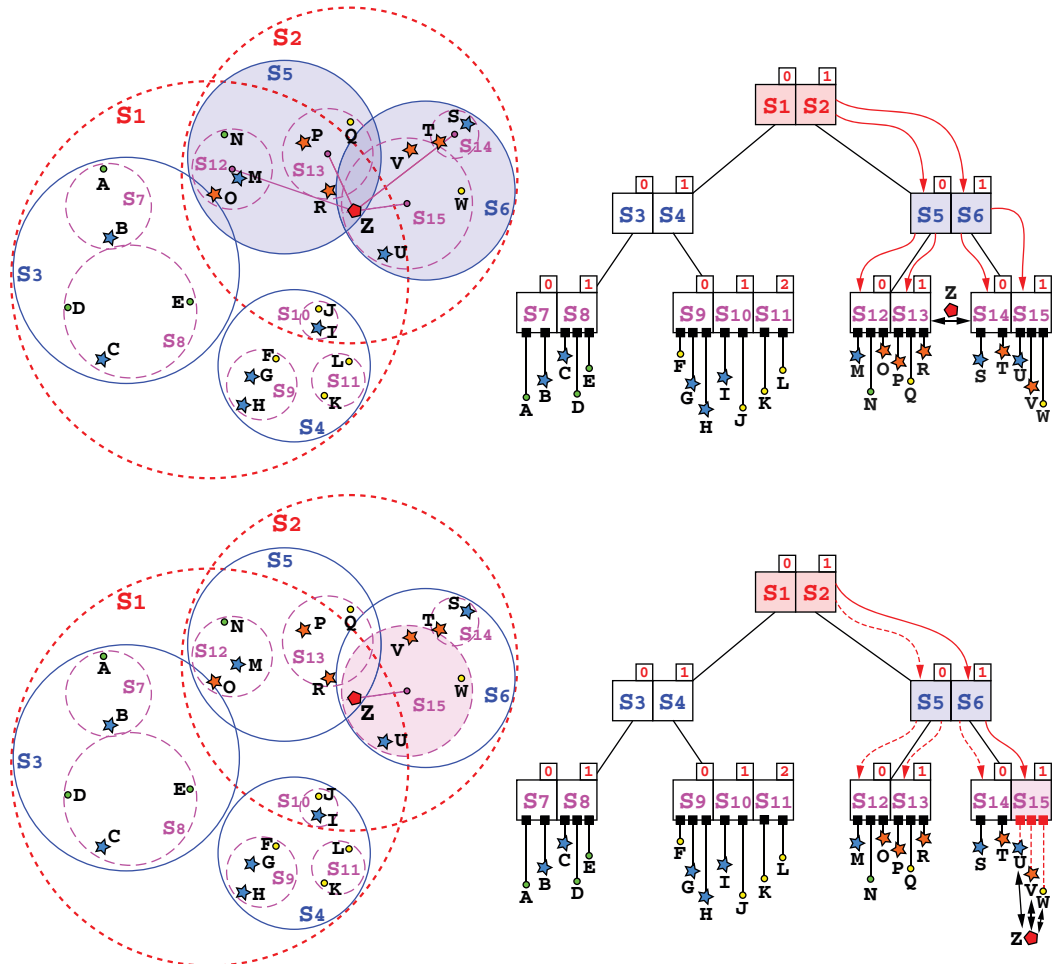 S2
S1
S5
S3
A
S7
B
D
E
C
S8
N
S12
M
O
P
Q
S13
R
S
T
S14
V
W
S15
S6
Z
U
S10
J
I
F
G
S9
H
L
S11
K
S4
0 1
S1 S2
0 1
S3 S4
0 1
S5 S6
0 1
S7 S8
0 1 2
S9 S10 S11
0 1
S12 S13
Z
0 1
S14 S15
A B C D E
F G H I J K L
M N O P Q R
S T U V W
S2
S1
S5
S3
A
S7
B
D
E
C
S8
N
S12
M
O
P
Q
S13
R
S
T
S14
V
W
S15
S6
Z
U
S10
J
I
F
G
S9
H
L
S11
K
S4
0 1
S1 S2
0 1
S3 S4
0 1
S5 S6
0 1
S7 S8
0 1 2
S9 S10 S11
0 1
S12 S13
0 1
S14 S15
A B C D E
F G H I J K L
M N O P Q R
S T U V W
Z